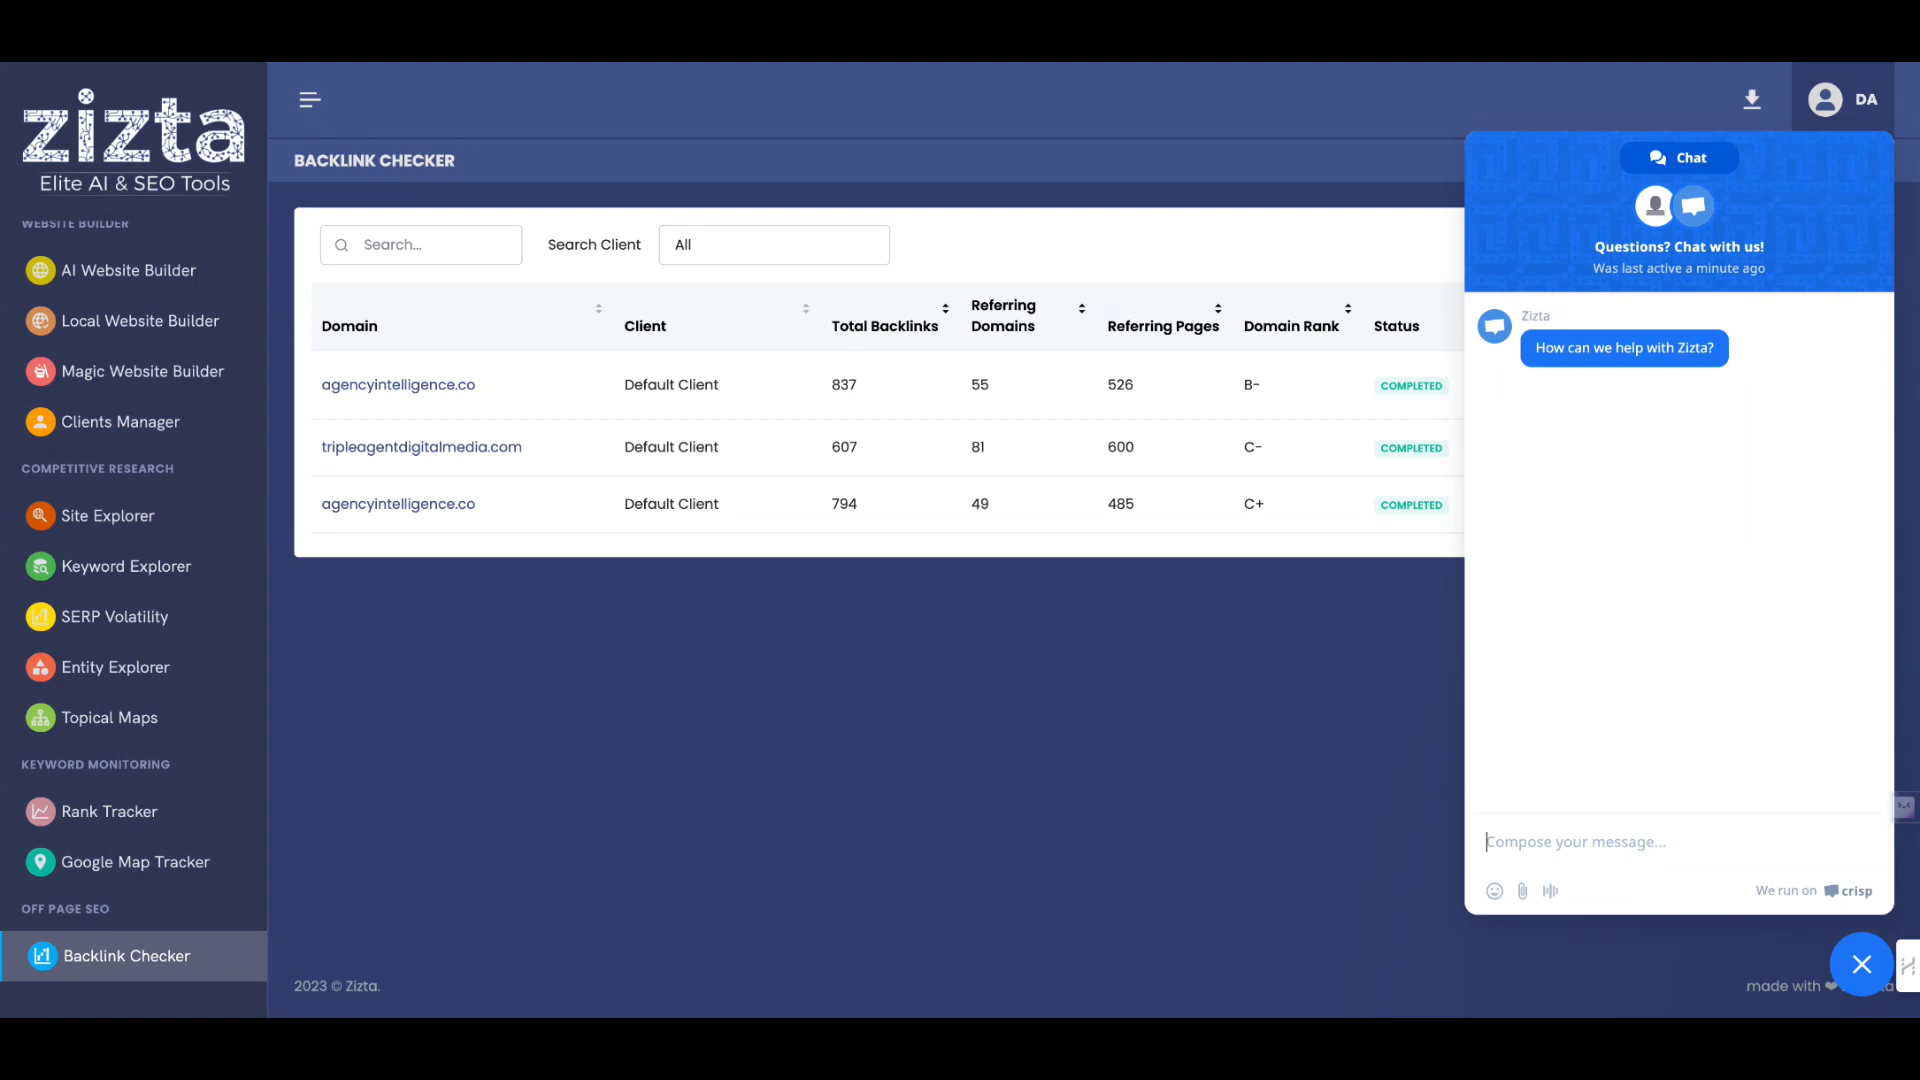 zizta
Elite AI & SEO Tools
WEBSITE BUILDER
AI Website Builder
Local Website Builder
Magic Website Builder
Clients Manager
COMPETITIVE RESEARCH
Site Explorer
Keyword Explorer
SERP Volatility
Entity Explorer
Topical Maps
KEYWORD MONITORING
Rank Tracker
Google Map Tracker
OFF PAGE SEO
Backlink Checker
DA
BACKLINK CHECKER
Search...
Search Client
All
Domain Client Total Backlinks Referring Domains Referring Pages Domain Rank Status
agencyintelligence.co Default Client 837 55 526 B- COMPLETED
tripleagentdigitalmedia.com Default Client 607 81 600 C- COMPLETED
agencyintelligence.co Default Client 794 49 485 C+ COMPLETED
Chat
Questions? Chat with us!
Was last active a minute ago
Zizta
How can we help with Zizta?
Compose your message...
We run on crisp
2023 © Zizta.
made with